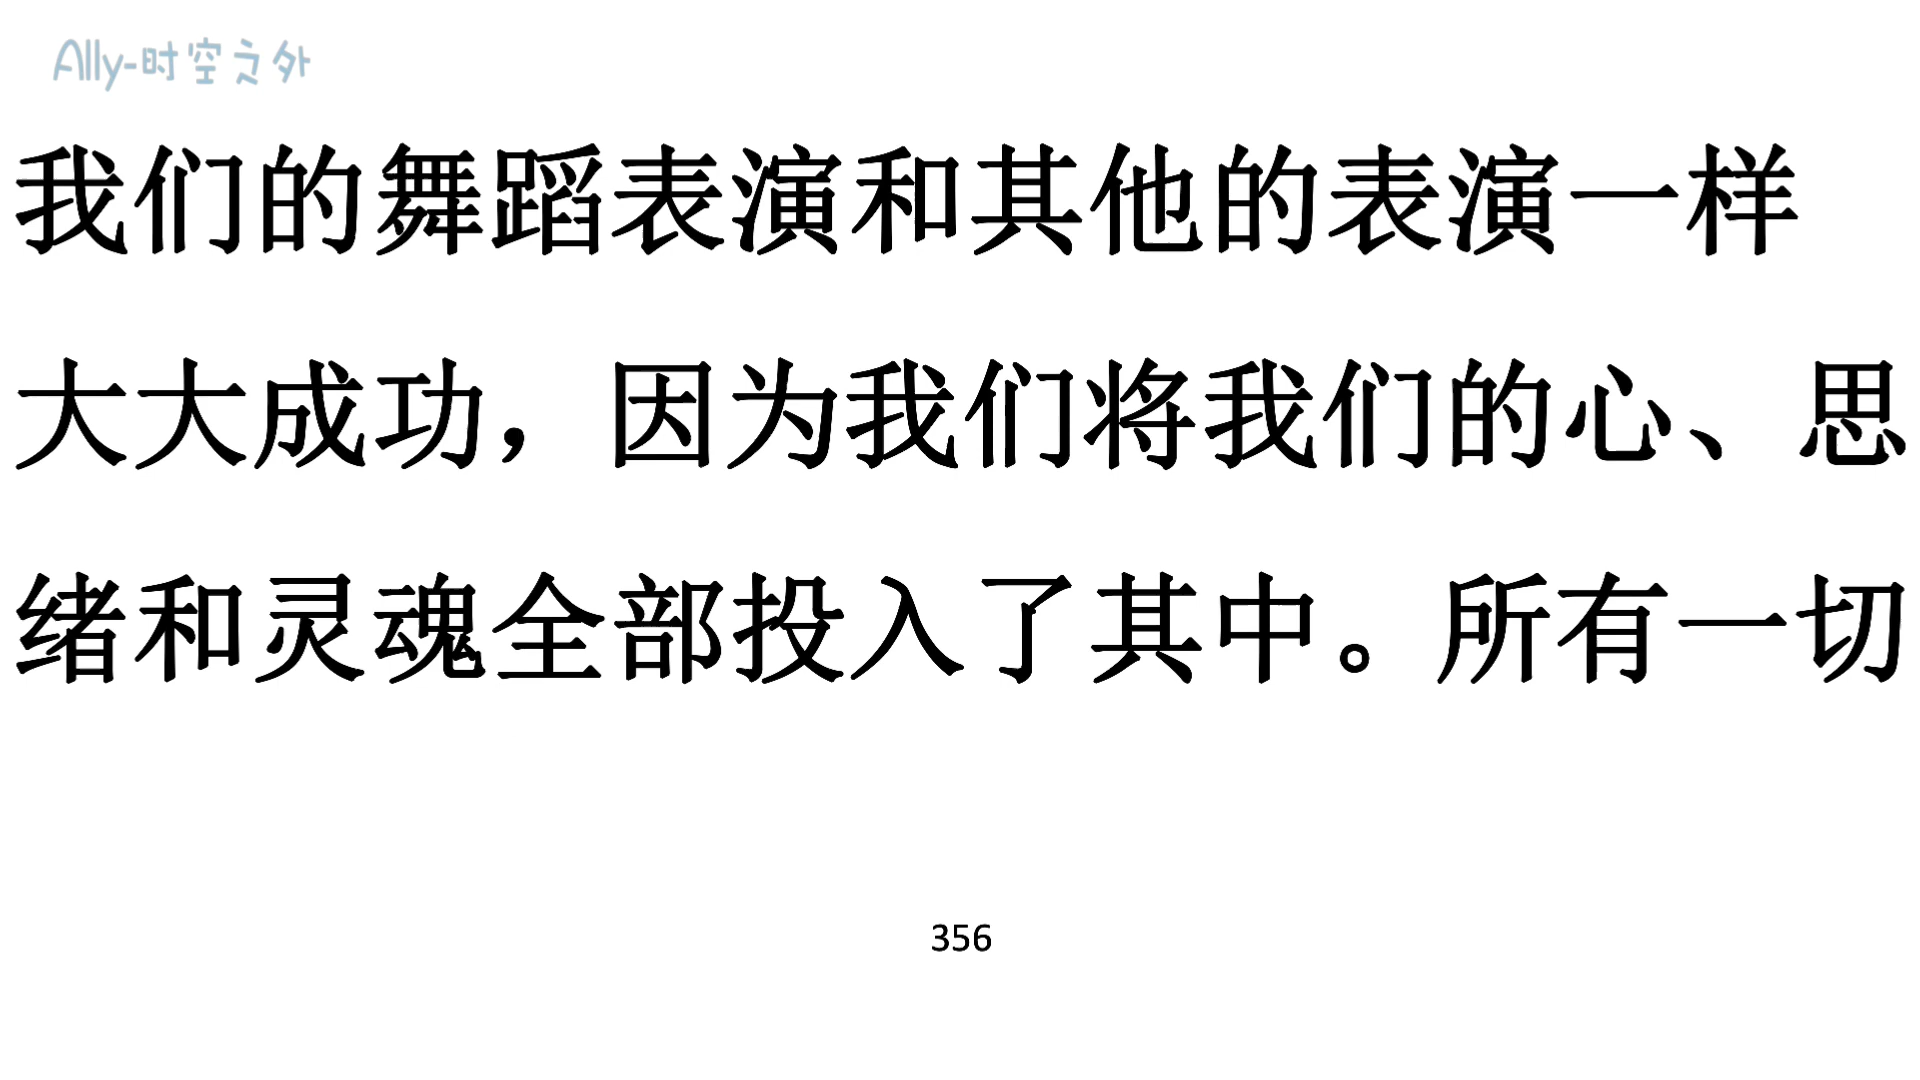 Ally-时空之外
我们的舞蹈表演和其他的表演一样
大大成功，因为我们将我们的心、思
绪和灵魂全部投入了其中。所有一切
356